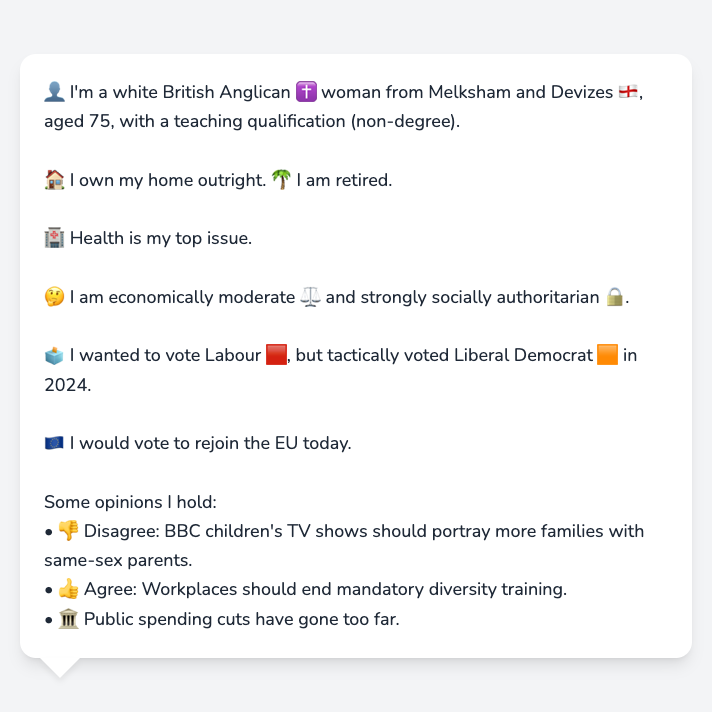 👤 I'm a white British Anglican ✝️ woman from Melksham and Devizes 🏴󠁧󠁢󠁥󠁮󠁧󠁿,
aged 75, with a teaching qualification (non-degree).
🏠 I own my home outright. 🌴 I am retired.
🏥 Health is my top issue.
🤔 I am economically moderate ⚖️ and strongly socially authoritarian 🔒.
🗳️ I wanted to vote Labour 🟥, but tactically voted Liberal Democrat 🟧 in
2024.
🇪🇺 I would vote to rejoin the EU today.
Some opinions I hold:
• 👎 Disagree: BBC children's TV shows should portray more families with
same-sex parents.
• 👍 Agree: Workplaces should end mandatory diversity training.
• 🏛️ Public spending cuts have gone too far.